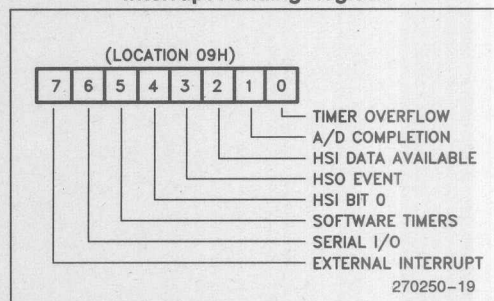 (LOCATION 09H)
7 6 5 4 3 2 1 0
TIMER OVERFLOW
A/D COMPLETION
HSI DATA AVAILABLE
HSO EVENT
HSI BIT 0
SOFTWARE TIMERS
SERIAL I/O
EXTERNAL INTERRUPT
270250-19